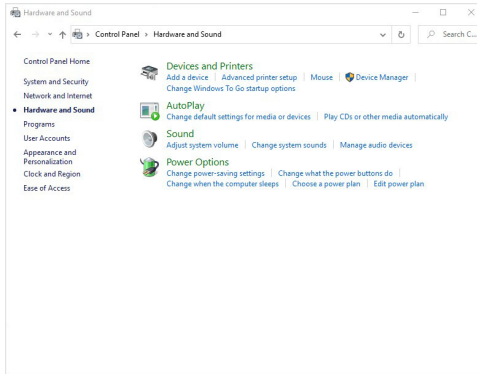 Hardware and Sound
Control Panel > Hardware and Sound
Search C...
Control Panel Home
System and Security
Network and Internet
Hardware and Sound
Programs
User Accounts
Appearance and
Personalization
Clock and Region
Ease of Access
Devices and Printers
Add a device | Advanced printer setup | Mouse | Device Manager |
Change Windows To Go startup options
AutoPlay
Change default settings for media or devices | Play CDs or other media automatically
Sound
Adjust system volume | Change system sounds | Manage audio devices
Power Options
Change power-saving settings | Change what the power buttons do |
Change when the computer sleeps | Choose a power plan | Edit power plan